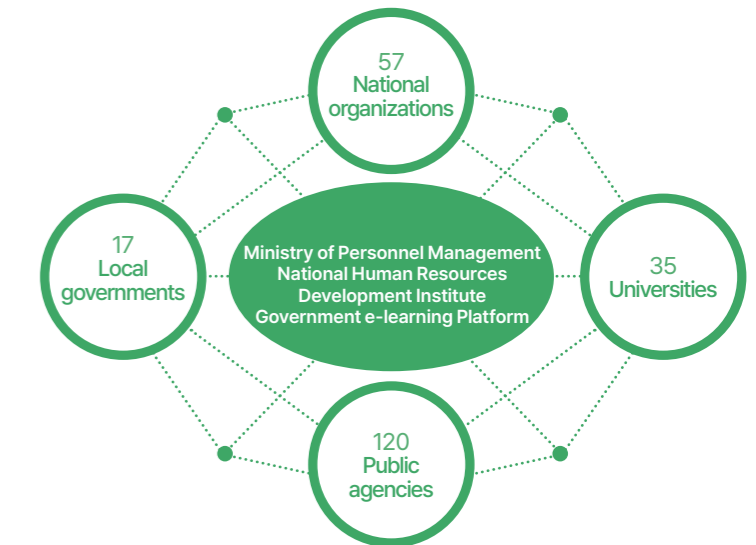 57
National
organizations
17
Local
governments
Ministry of Personnel Management
National Human Resources
Development Institute
Government e-learning Platform
35
Universities
120
Public
agencies